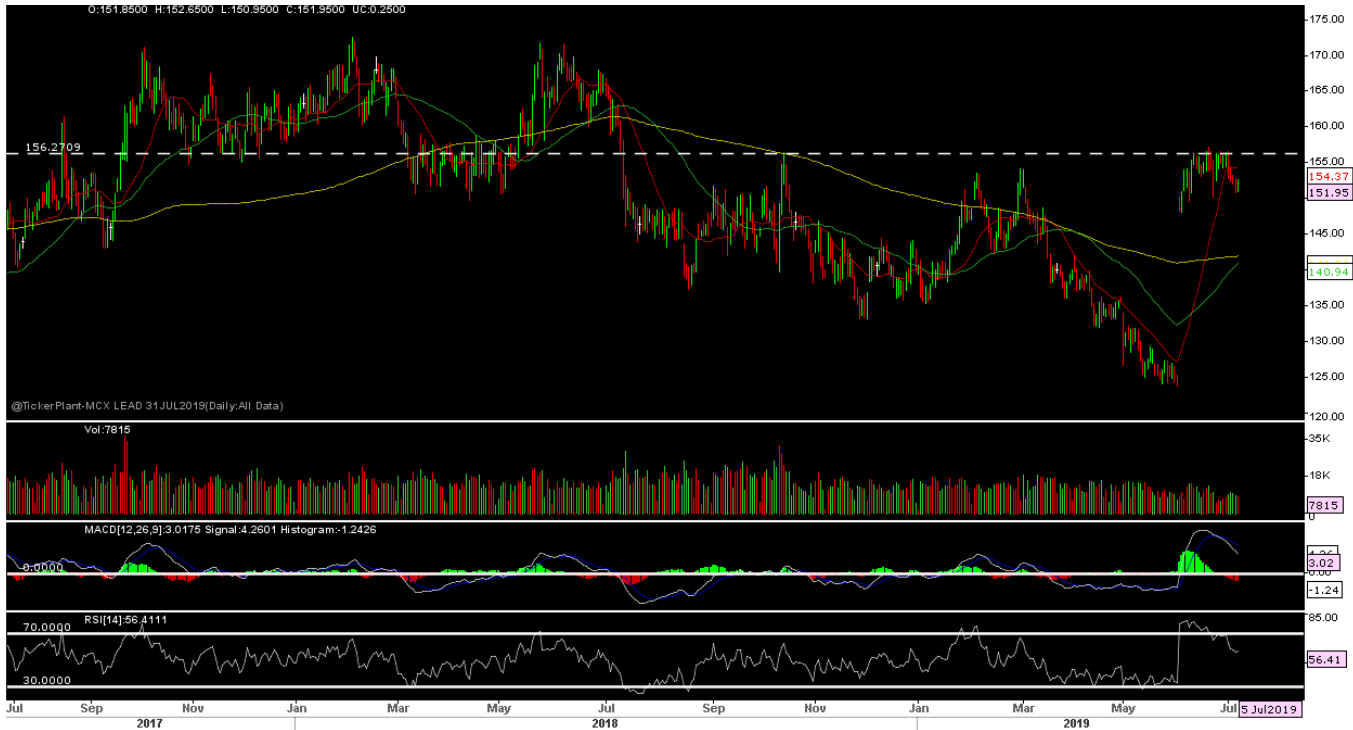 O:151.8500 H:152.6500 L:150.9500 C:151.9500 UC:0.2500
175.00
170.00
165.00
160.00
156.2709
155.00
154.37
151.95
145.00
140.94
135.00
130.00
125.00
120.00
@TickerPlant-MCX LEAD 31JUL2019(Daily:All Data)
Vol:7815
35K
18K
7815
0
MACD[12,26,9]:3.0175 Signal:4.2601 Histogram:-1.2426
0.0000
3.02
0.00
-1.24
RSI[14]:56.4111
85.00
70.0000
56.41
30.0000
Jul Sep Nov Jan Mar May Jul Sep Nov Jan Mar May Jul 5 Jul2019
2017 2018 2019